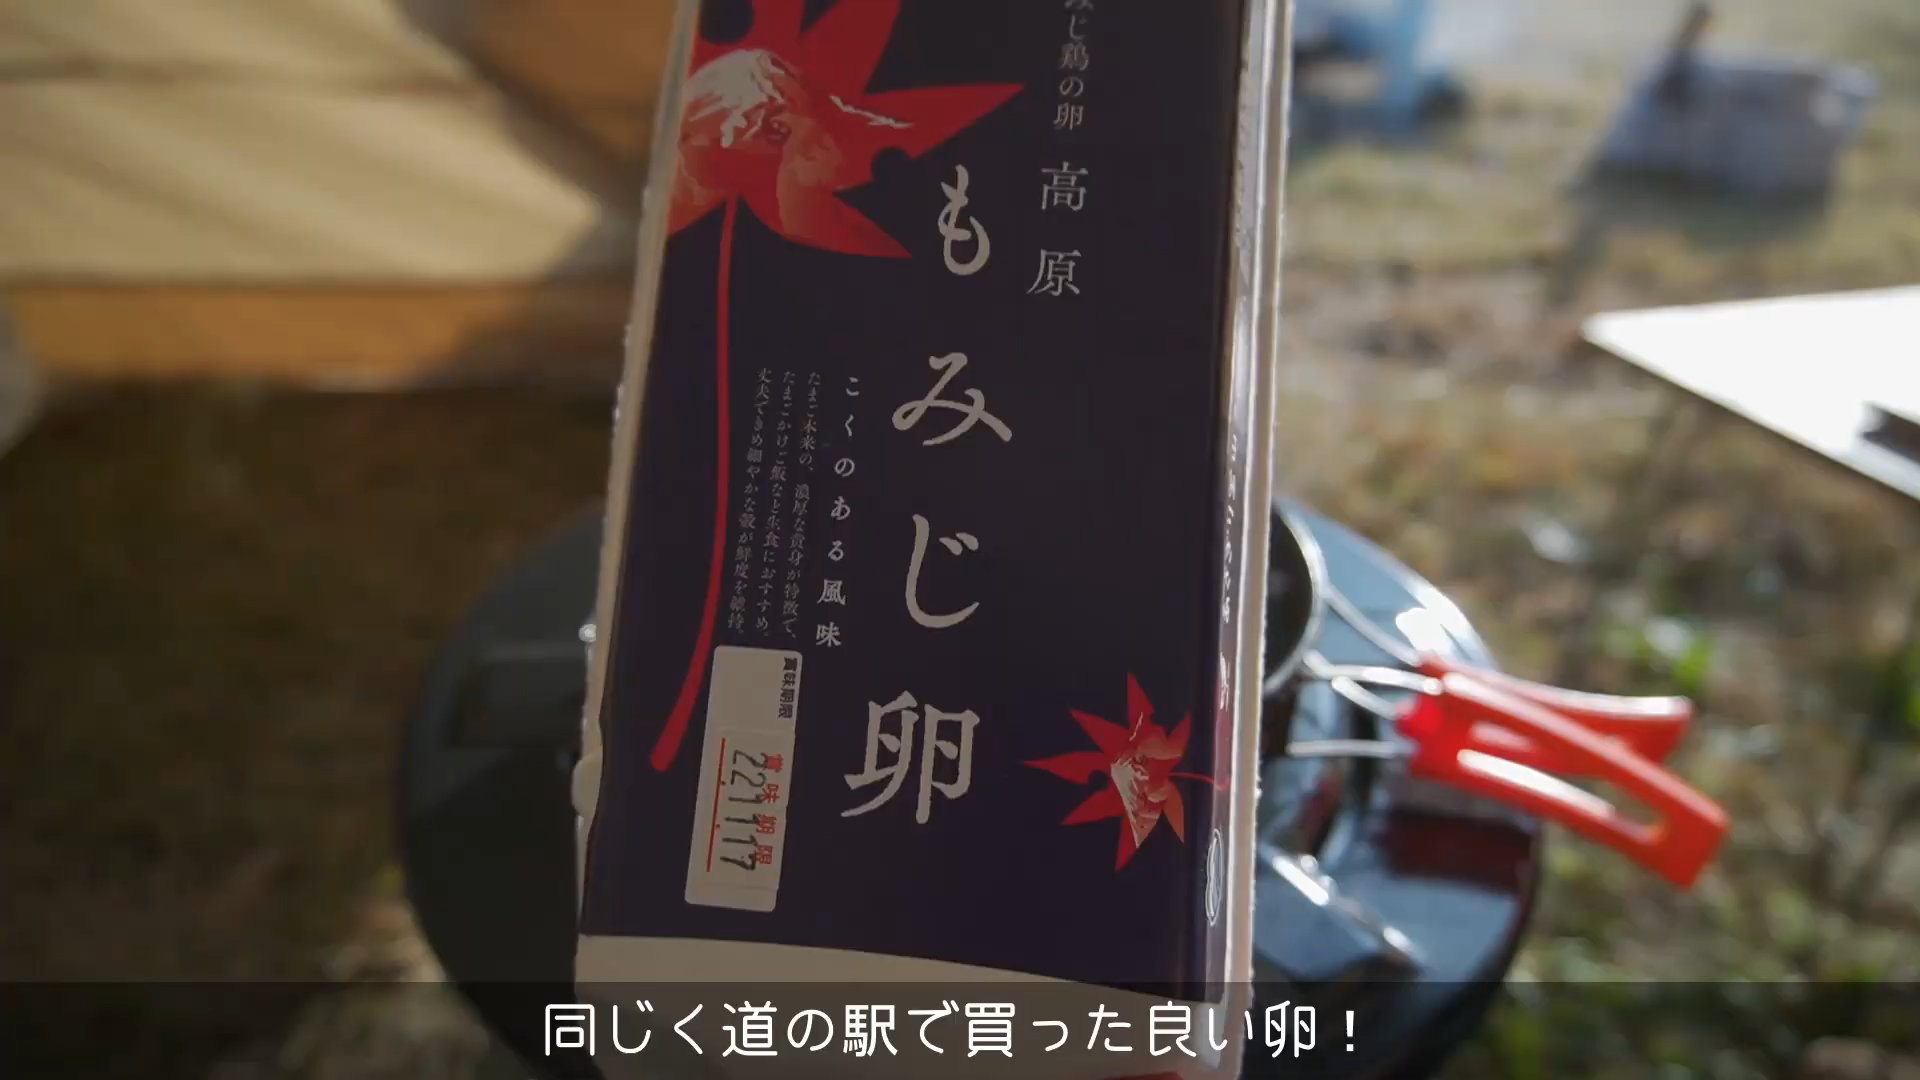 みじ鶏の卵
高原
もみじ卵
こくのある風味
たまご本来の、濃厚な黄身が特徴で、
たまごかけご飯など生食におすすめ。
丈夫できめ細やかな殻が鮮度を維持。
賞味期限
賞味期限
22.11.17
同じく道の駅で買った良い卵！